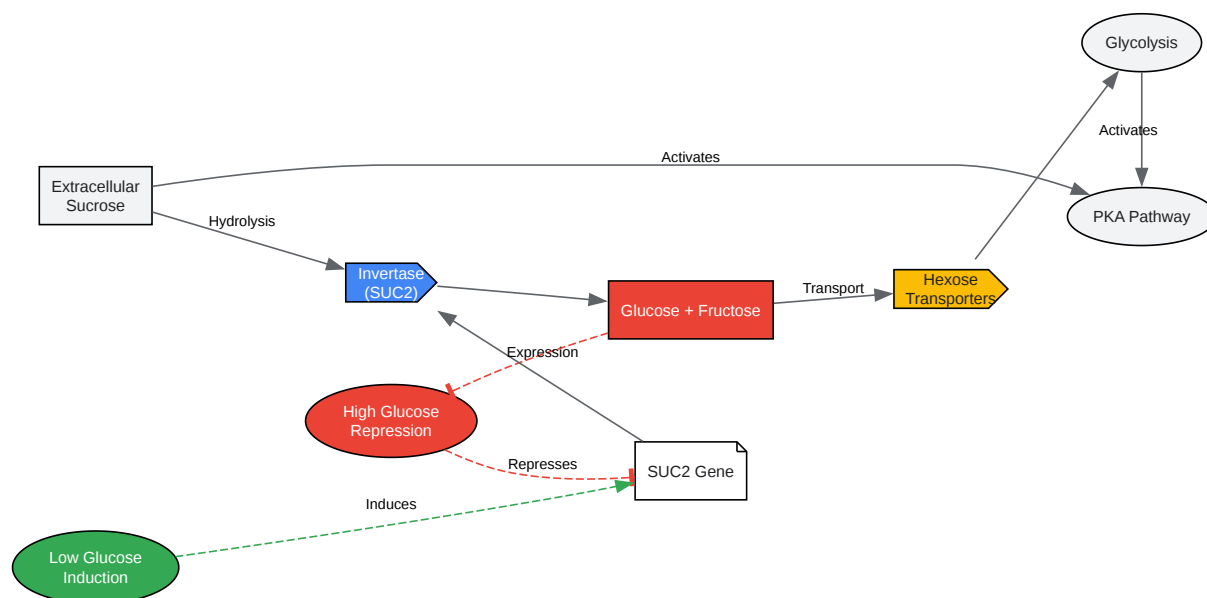 Glycolysis
Activates
Activates
Extracellular
Sucrose
PKA Pathway
Hydrolysis
Invertase
(SUC2)
Hexose
Transporters
Transport
Glucose + Fructose
Expression
High Glucose
Repression
Represses
SUC2 Gene
Induces
Low Glucose
Induction